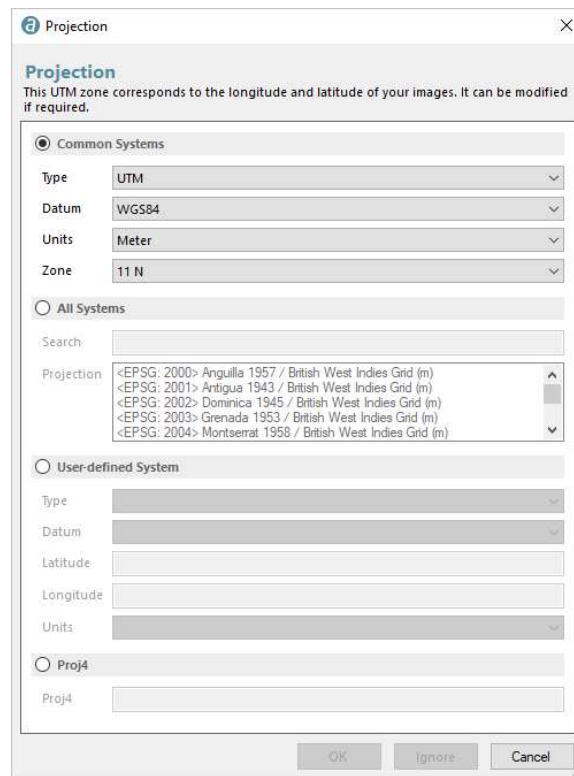 Projection
Projection
This UTM zone corresponds to the longitude and latitude of your images. It can be modified
if required.
Common Systems
Type UTM
Datum WGS84
Units Meter
Zone 11 N
All Systems
Search
Projection <EPSG: 2000> Anguilla 1957 / British West Indies Grid (m)
<EPSG: 2001> Antigua 1943 / British West Indies Grid (m)
<EPSG: 2002> Dominica 1945 / British West Indies Grid (m)
<EPSG: 2003> Grenada 1953 / British West Indies Grid (m)
<EPSG: 2004> Montserrat 1958 / British West Indies Grid (m)
User-defined System
Type
Datum
Latitude
Longitude
Units
Proj4
Proj4
OK Ignore Cancel